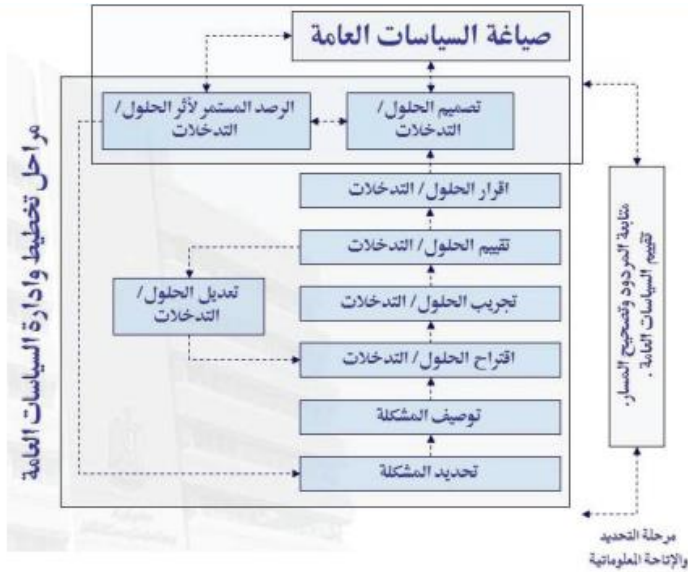 صياغة السياسات العامة
تصميم الحلول/
التدخلات
الرصد المستمر لأثر الحلول/
التدخلات
اقرار الحلول/ التدخلات
تقييم الحلول/ التدخلات
تعديل الحلول/
التدخلات
تجريب الحلول/ التدخلات
اقتراح الحلول/ التدخلات
توصيف المشكلة
تحديد المشكلة
مراحل تخطيط وادارة السياسات العامة
متابعة المردود وتصحيح المسار.
تقييم السياسات العامة .
مرحلة التحديد
والإتاحة المعلوماتية